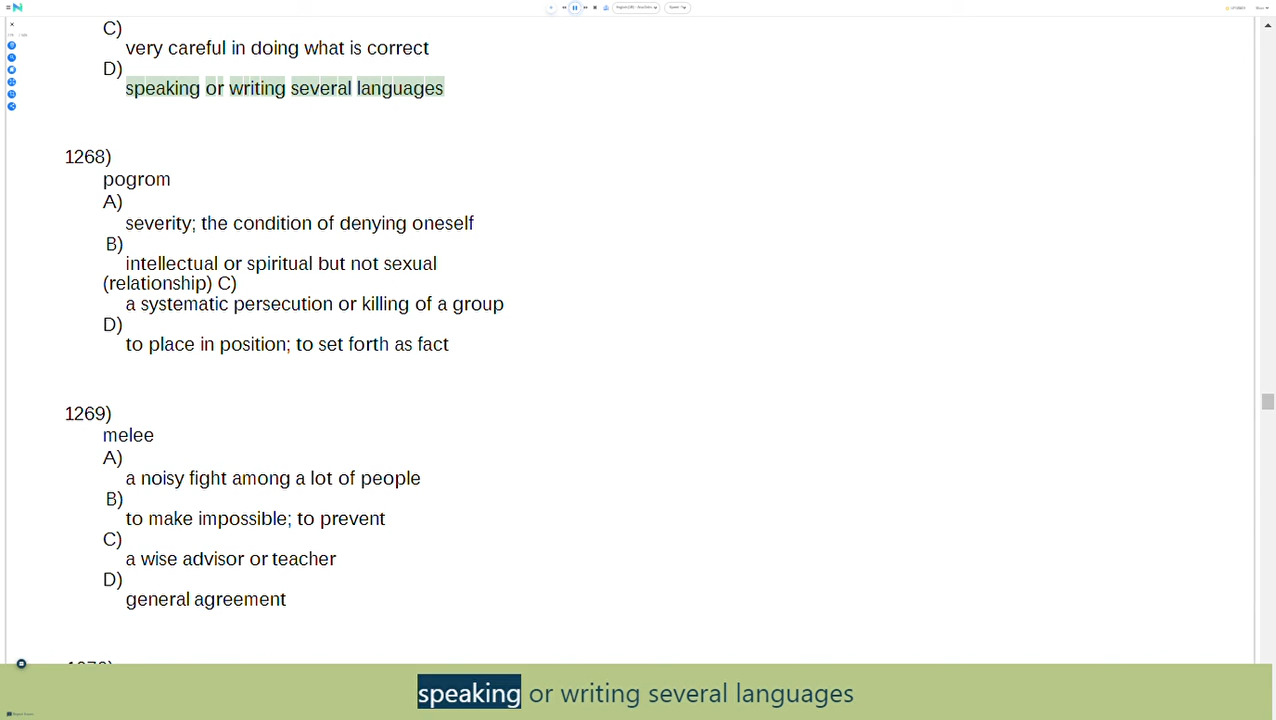 C)
very careful in doing what is correct
D)
speaking or writing several languages
1268)
pogrom
A)
severity; the condition of denying oneself
B)
intellectual or spiritual but not sexual
(relationship) C)
a systematic persecution or killing of a group
D)
to place in position; to set forth as fact
1269)
melee
A)
a noisy fight among a lot of people
B)
to make impossible; to prevent
C)
a wise advisor or teacher
D)
general agreement
speaking or writing several languages